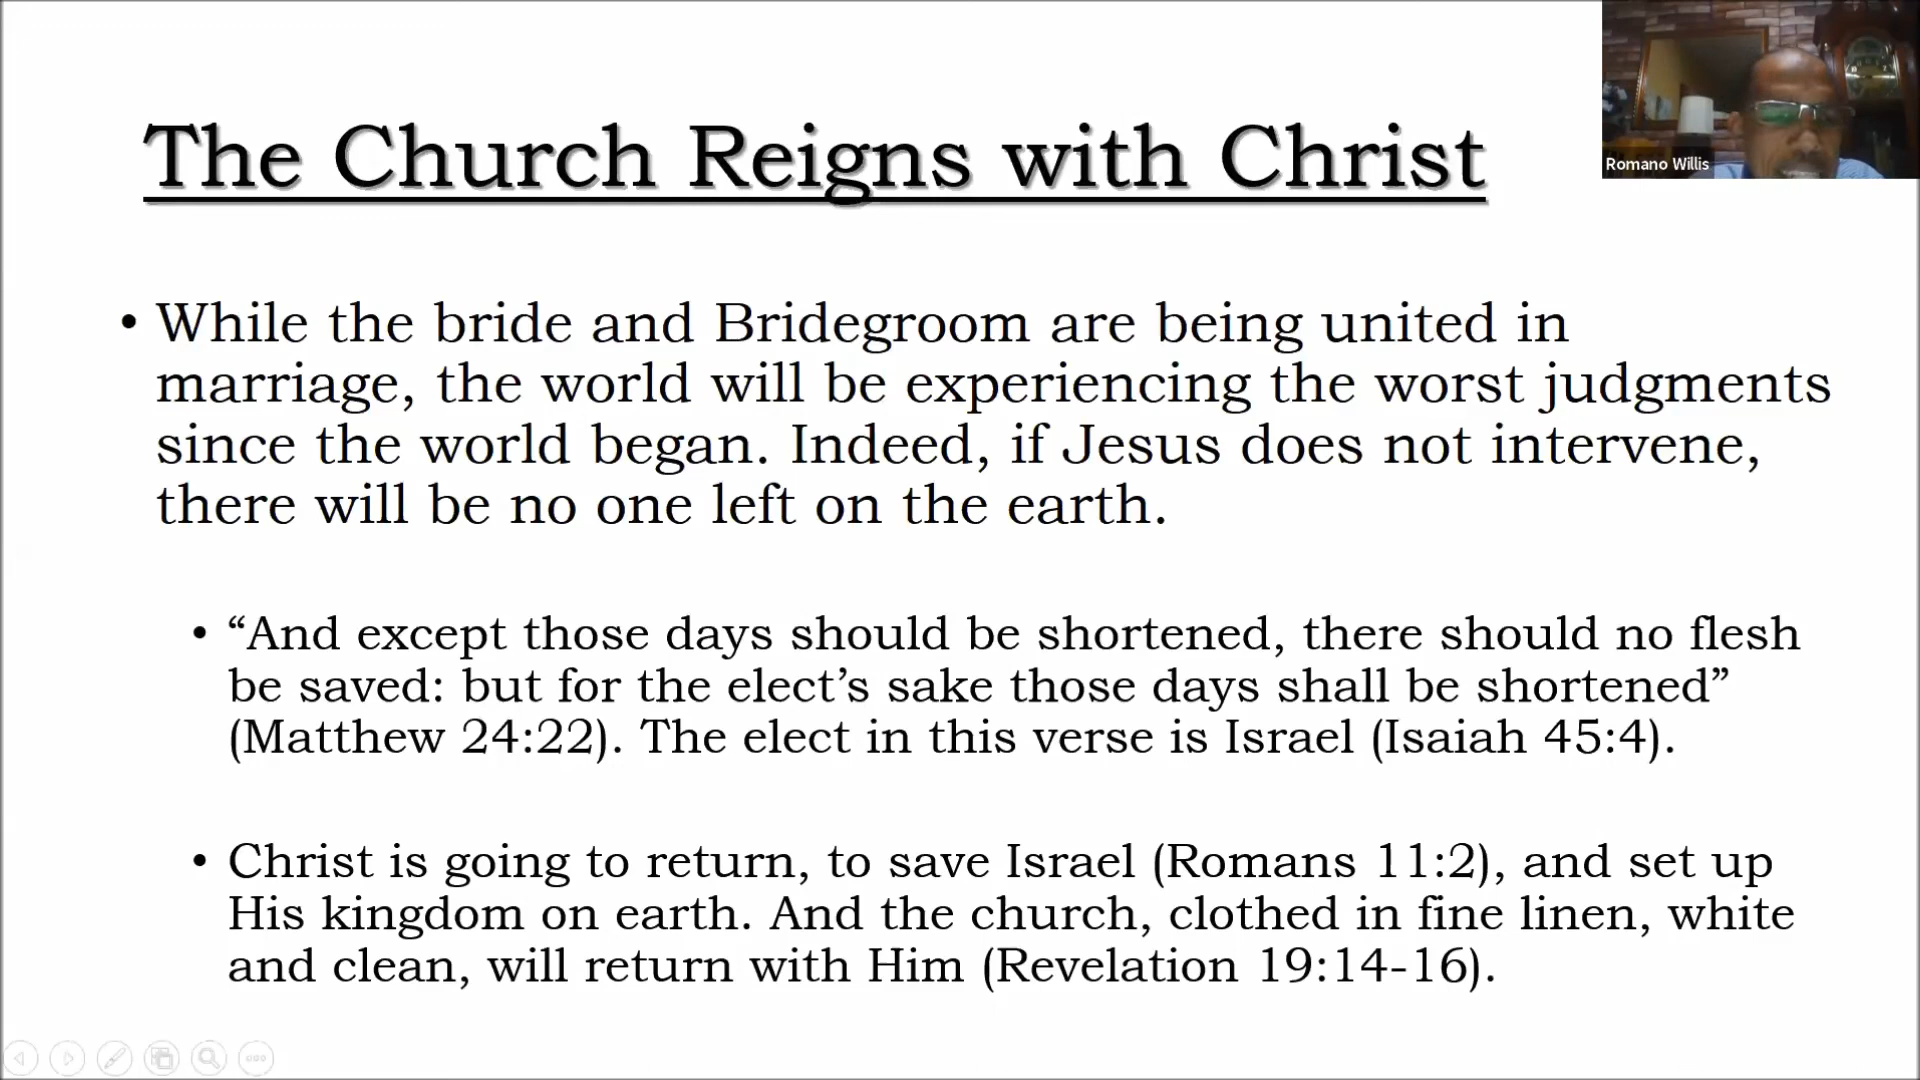 The Church Reigns with Christ
Romano Willis
• While the bride and Bridegroom are being united in
marriage, the world will be experiencing the worst judgments
since the world began. Indeed, if Jesus does not intervene,
there will be no one left on the earth.
• “And except those days should be shortened, there should no flesh
be saved: but for the elect’s sake those days shall be shortened”
(Matthew 24:22). The elect in this verse is Israel (Isaiah 45:4).
• Christ is going to return, to save Israel (Romans 11:2), and set up
His kingdom on earth. And the church, clothed in fine linen, white
and clean, will return with Him (Revelation 19:14-16).